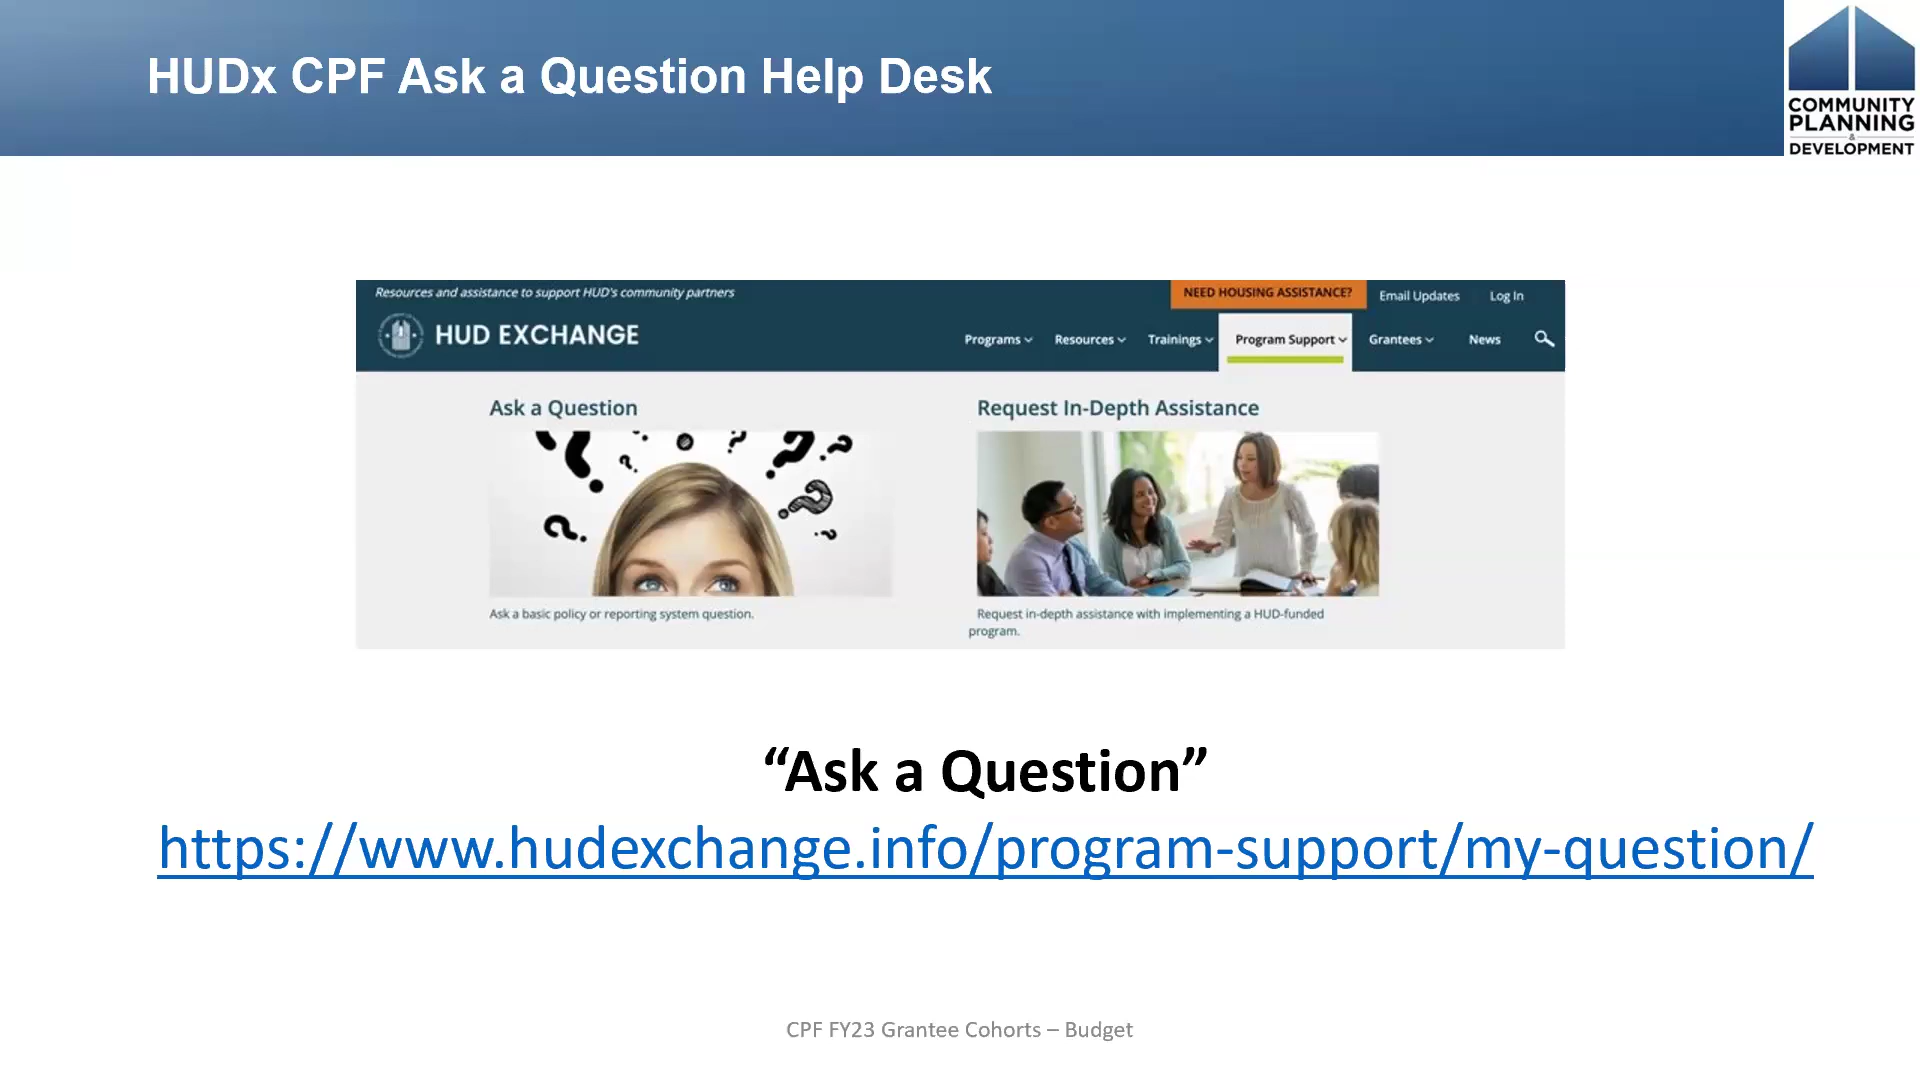 HUDx CPF Ask a Question Help Desk
COMMUNITY
PLANNING
&
DEVELOPMENT
Resources and assistance to support HUD's community partners
NEED HOUSING ASSISTANCE?
Email Updates
Log In
HUD EXCHANGE
Programs
Resources
Trainings
Program Support
Grantees
News
Ask a Question
Request In-Depth Assistance
Ask a basic policy or reporting system question.
Request in-depth assistance with implementing a HUD-funded
program.
“Ask a Question”
https://www.hudexchange.info/program-support/my-question/
CPF FY23 Grantee Cohorts – Budget